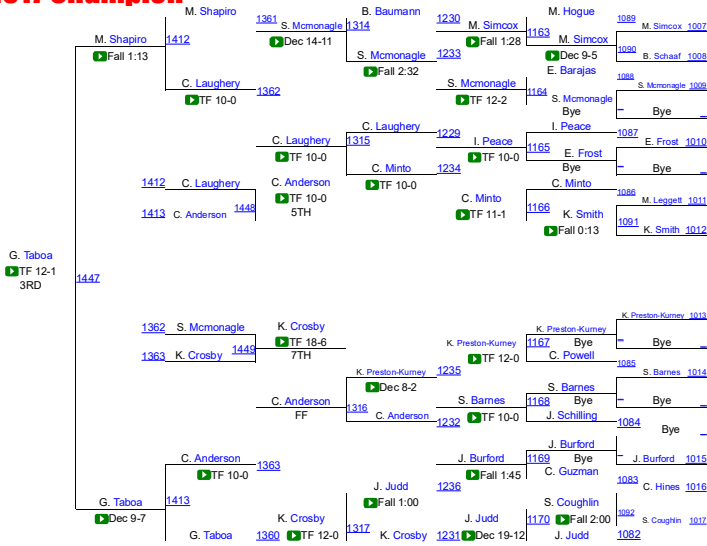 M. Shapiro 1361 S. Mcmonagle 1314 B. Baumann 1230 M. Simcox 1163 M. Hogue 1089 M. Simcox 1007
M. Shapiro 1412 Dec 14-11 Fall 1:28 M. Simcox
Fall 1:13 S. Mcmonagle 1233 Dec 9-5 1090 B. Schaaf 1008
Fall 2:32 E. Barajas
C. Laughery 1362 S. Mcmonagle 1164 S. Mcmonagle 1088 S. Mcmonagle 1009
TF 10-0 TF 12-2 Bye Bye
C. Laughery 1315 C. Laughery 1229 I. Peace 1165 I. Peace 1087 E. Frost 1010
TF 10-0 TF 10-0 E. Frost
C. Minto 1234 Bye Bye
1412 C. Laughery C. Anderson TF 10-0 C. Minto 1086
1413 C. Anderson 1448 TF 10-0 C. Minto 1166 M. Leggett 1011
5TH TF 11-1 K. Smith 1091
Fall 0:13 K. Smith 1012
G. Taboa
TF 12-1
3RD
1447
1362 S. Mcmonagle K. Crosby K. Preston-Kurney K. Preston-Kurney 1013
1363 K. Crosby 1449 TF 18-6 K. Preston-Kurney 1167 Bye Bye
7TH TF 12-0 C. Powell 1085
K. Preston-Kurney 1235 S. Barnes 1014
Dec 8-2 S. Barnes
C. Anderson 1316 S. Barnes 1168 Bye Bye
FF C. Anderson 1232 TF 10-0 J. Schilling 1084
Bye
J. Burford
C. Anderson 1363 J. Burford 1169 Bye J. Burford 1015
TF 10-0 Fall 1:45 C. Guzman 1083
J. Judd 1236 C. Hines 1016
G. Taboa 1413 Fall 1:00 S. Coughlin
Dec 9-7 K. Crosby J. Judd 1170 Fall 2:00 1092 S. Coughlin 1017
G. Taboa 1360 TF 12-0 1317 K. Crosby 1231 Dec 19-12 J. Judd 1082